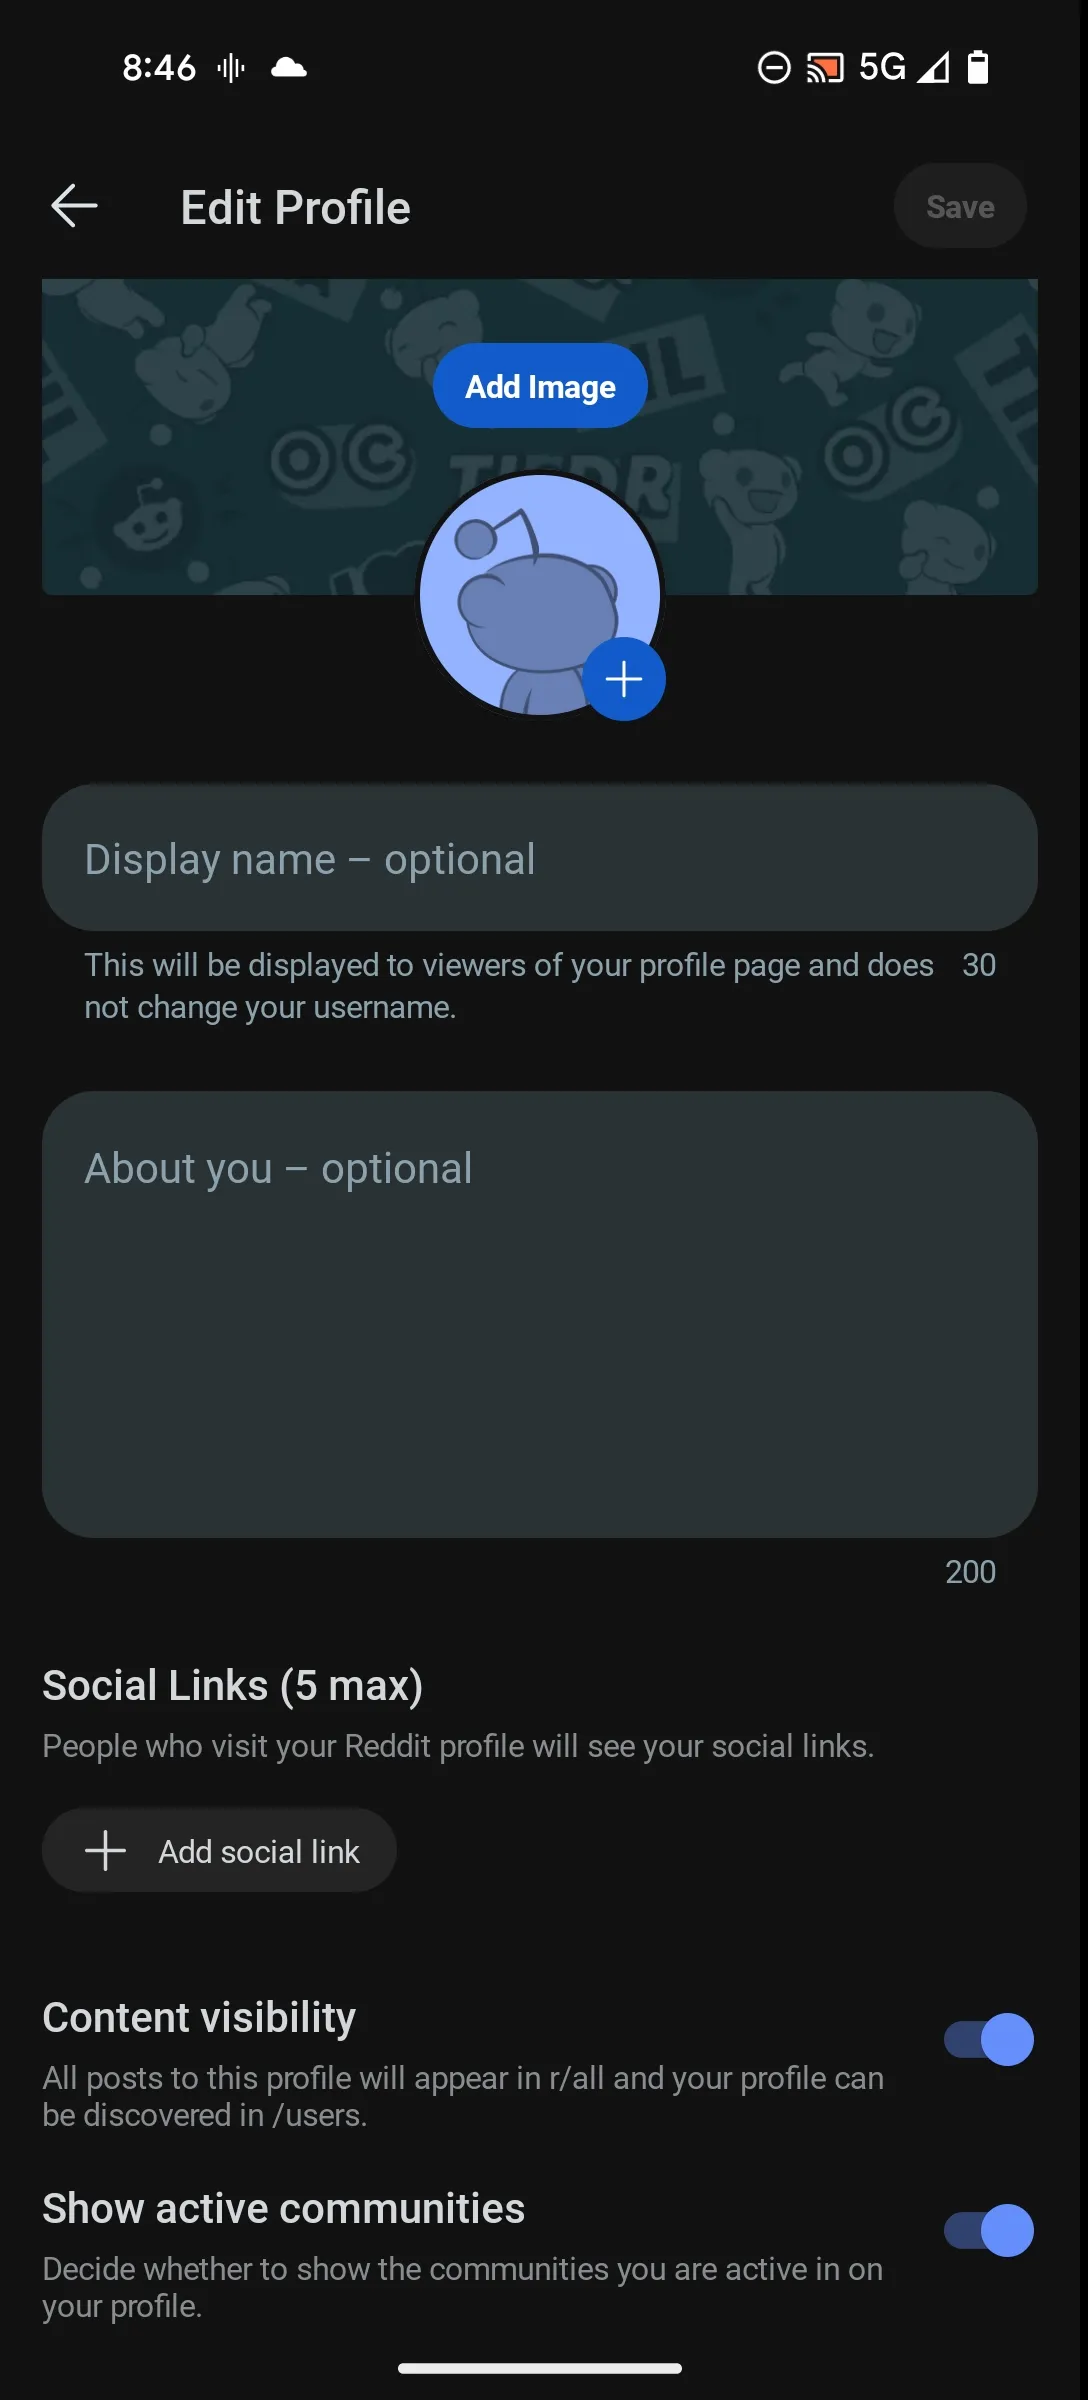 8:46
5G
Edit Profile
Save
Add Image
OC
OC
Display name – optional
This will be displayed to viewers of your profile page and does
not change your username.
30
About you – optional
200
Social Links (5 max)
People who visit your Reddit profile will see your social links.
Add social link
Content visibility
All posts to this profile will appear in r/all and your profile can
be discovered in /users.
Show active communities
Decide whether to show the communities you are active in on
your profile.